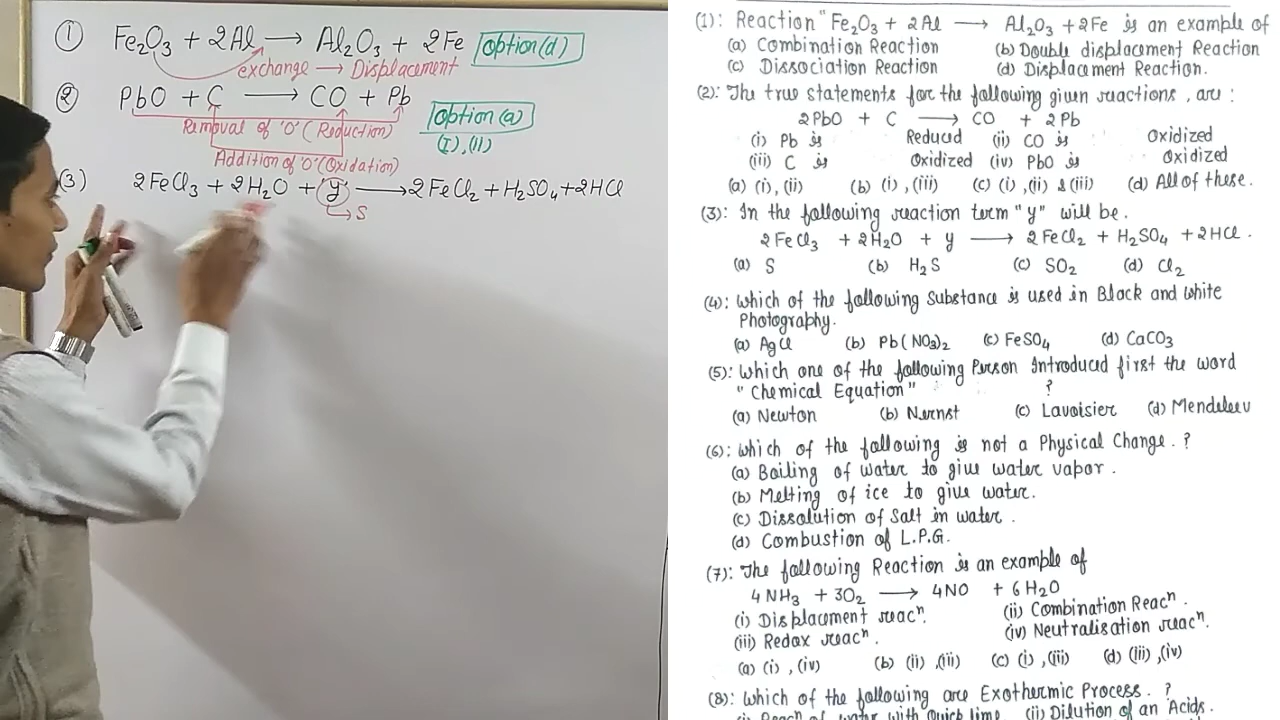 ① Fe₂O₃ + 2Al ⟶ Al₂O₃ + 2Fe Option(d)
exchange → Displacement
② PbO + C ⟶ CO + Pb Option(a)
Removal of 'O' (Reduction) (I), (II)
Addition of 'O' (Oxidation)
(3) 2FeCl₃ + 2H₂O + 'y' ⟶ 2FeCl₂ + H₂SO₄ + 2HCl
→ S
(1): Reaction " Fe₂O₃ + 2Al ⟶ Al₂O₃ + 2Fe is an example of
(a) Combination Reaction (b) Double displacement Reaction
(c) Dissociation Reaction (d) Displacement Reaction.
(2): The true statements for the following given reactions, are :
2PbO + C ⟶ CO + 2Pb
(i) Pb is Reduced (ii) CO is Oxidized
(iii) C is Oxidized (iv) PbO is Oxidized
(a) (i), (ii) (b) (i), (iii) (c) (i), (ii) & (iii) (d) All of these.
(3): In the following reaction term "y" will be.
2FeCl₃ + 2H₂O + y ⟶ 2FeCl₂ + H₂SO₄ + 2HCl .
(a) S (b) H₂S (c) SO₂ (d) Cl₂
(4): Which of the following Substance is used in Black and White
Photography.
(a) AgCl (b) Pb(NO₃)₂ (c) FeSO₄ (d) CaCO₃
(5): Which one of the following Person Introduced first the word
"Chemical Equation" ?
(a) Newton (b) Nernst (c) Lavoisier (d) Mendeleev
(6): Which of the following is not a Physical Change. ?
(a) Boiling of water to give water vapor .
(b) Melting of ice to give water.
(c) Dissolution of Salt in water .
(d) Combustion of L.P.G.
(7): The following Reaction is an example of
4NH₃ + 3O₂ ⟶ 4NO + 6H₂O
(i) Displacement reacⁿ. (ii) Combination Reacⁿ .
(iii) Redox reacⁿ. (iv) Neutralisation reacⁿ.
(a) (i), (iv) (b) (ii), (iii) (c) (i), (iii) (d) (iii), (iv)
(8): Which of the following are Exothermic Process. ?
(i) Reacⁿ of water with Quick lime (ii) Dilution of an Acids.